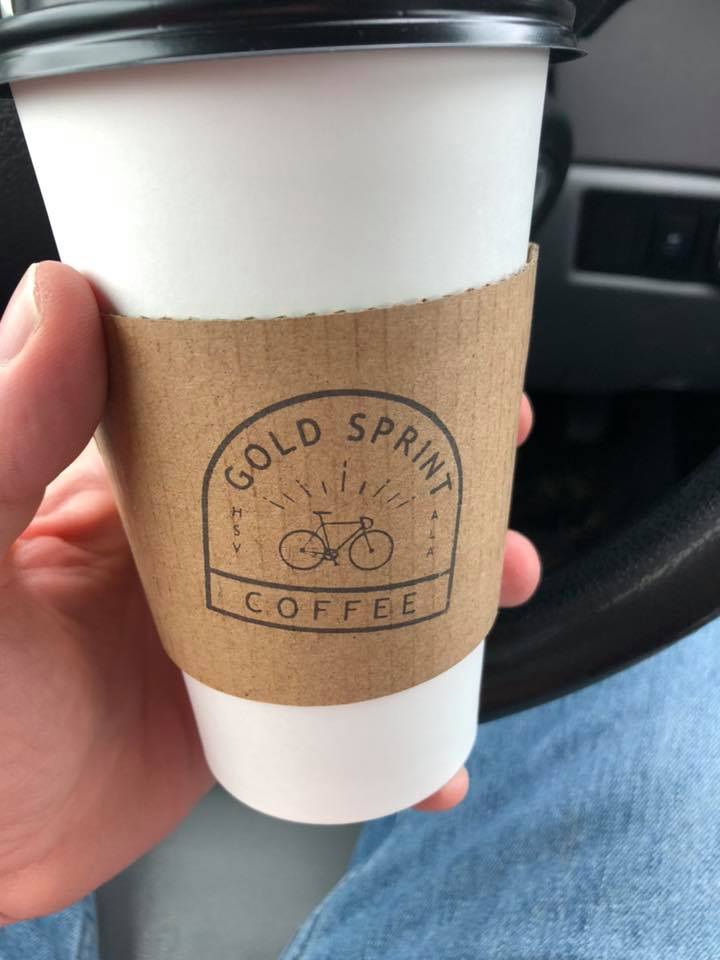 GOLD SPRINT
HSV
ALA
COFFEE